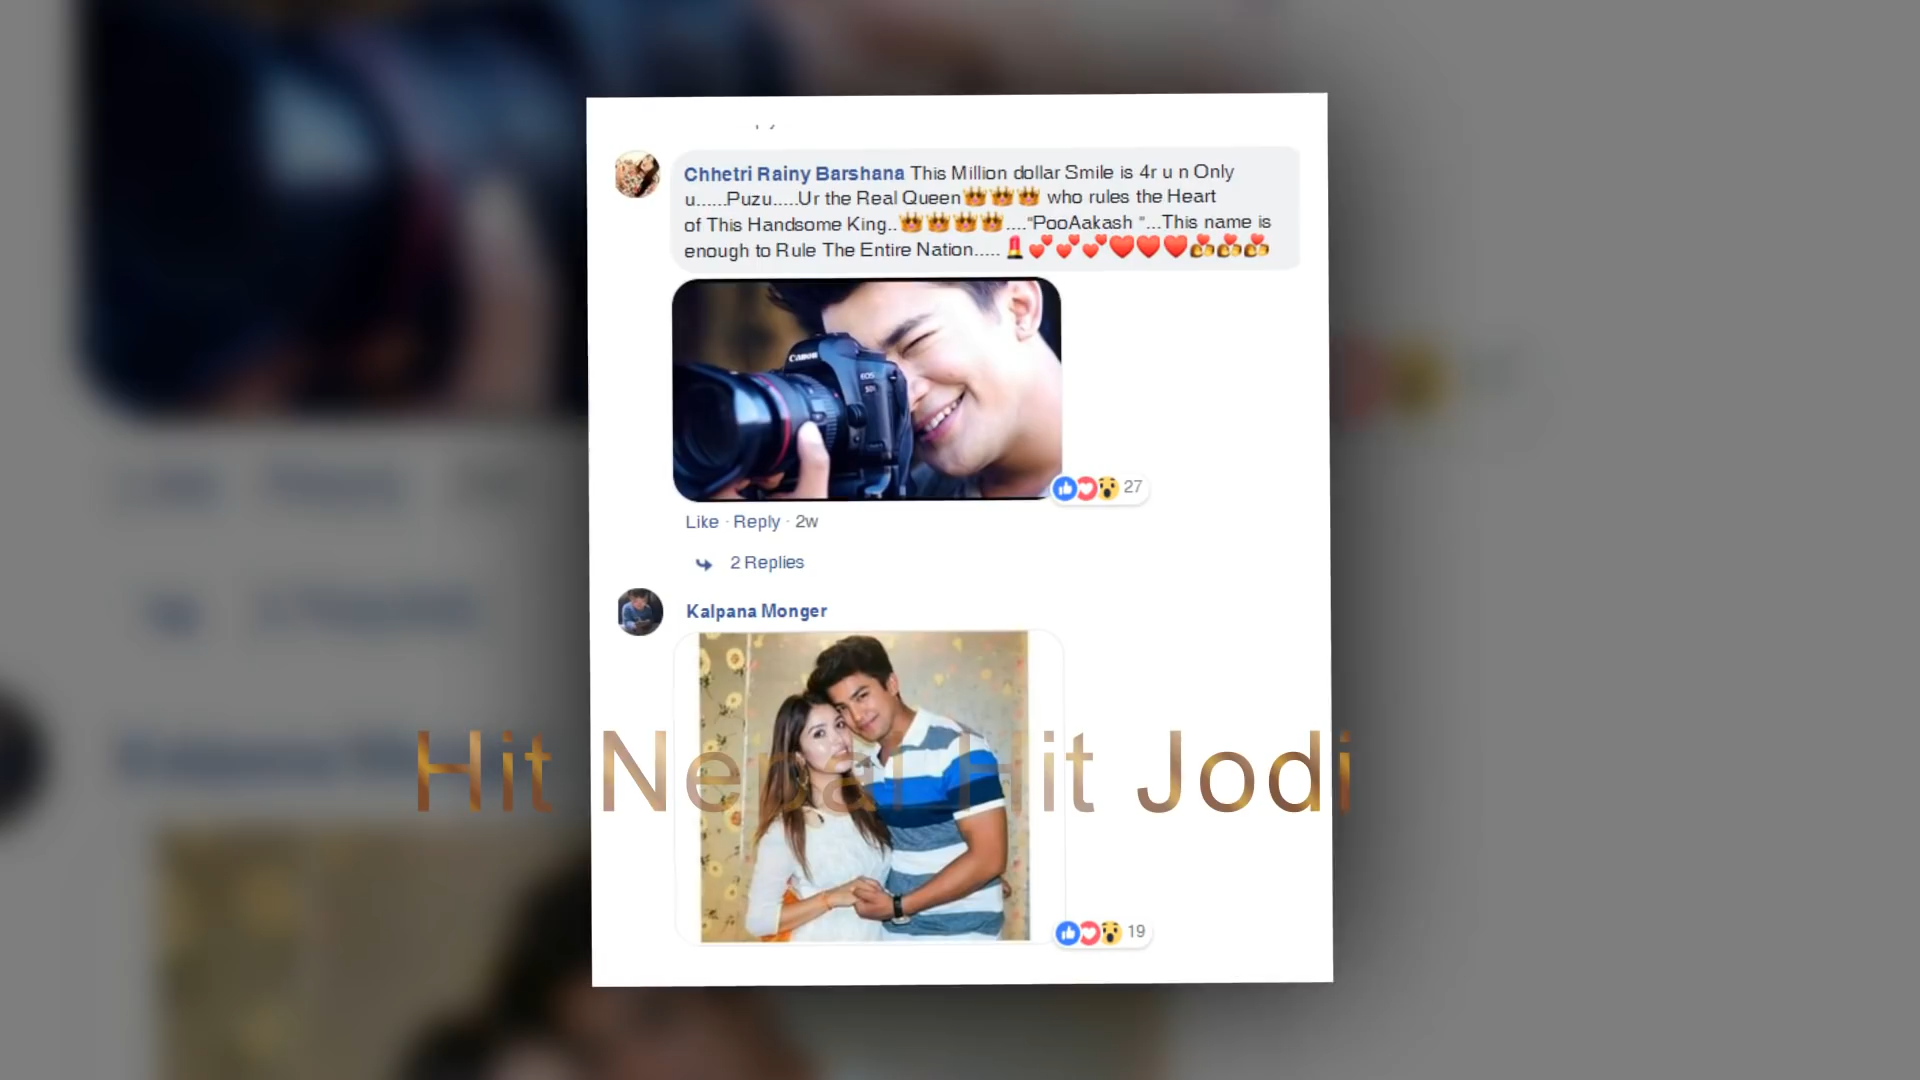 Chhetri Rainy Barshana This Million dollar Smile is 4r u n Only
u......Puzu.....Ur the Real Queen👑👑👑 who rules the Heart
of This Handsome King..👑👑👑👑...."PooAakash "...This name is
enough to Rule The Entire Nation..... 💄💕💕💕❤️❤️❤️💏💏💏
Canon
EOS
27
Like · Reply · 2w
2 Replies
Kalpana Monger
Hit Nepal Hit Jodi
19